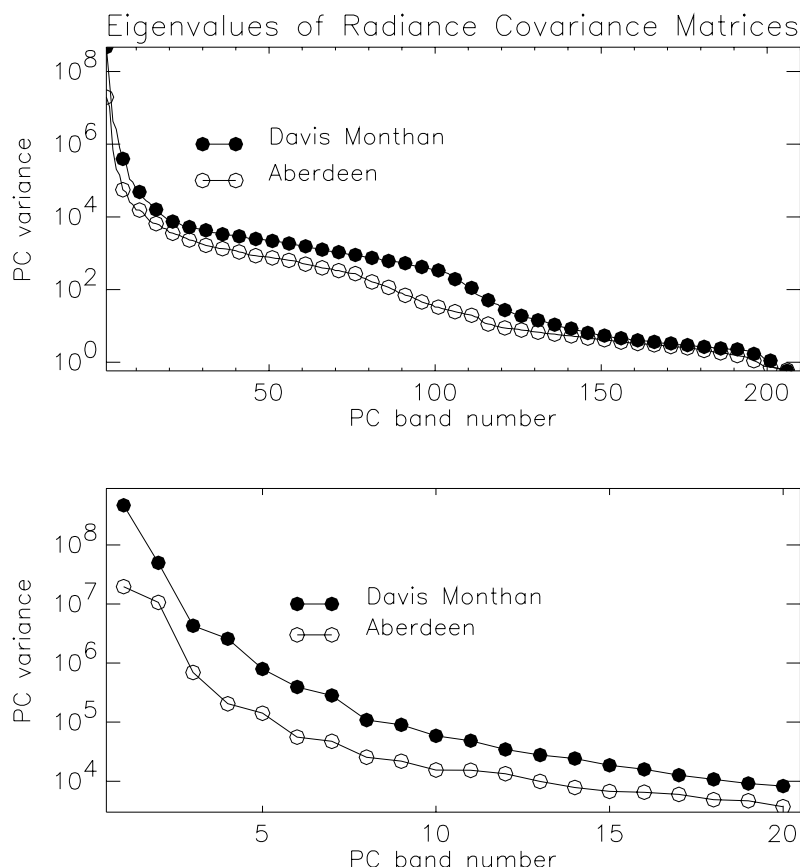 Eigenvalues of Radiance Covariance Matrices
10^8
10^6
10^4
10^2
10^0
PC variance
Davis Monthan
Aberdeen
50 100 150 200
PC band number
10^8
10^7
10^6
10^5
10^4
PC variance
Davis Monthan
Aberdeen
5 10 15 20
PC band number